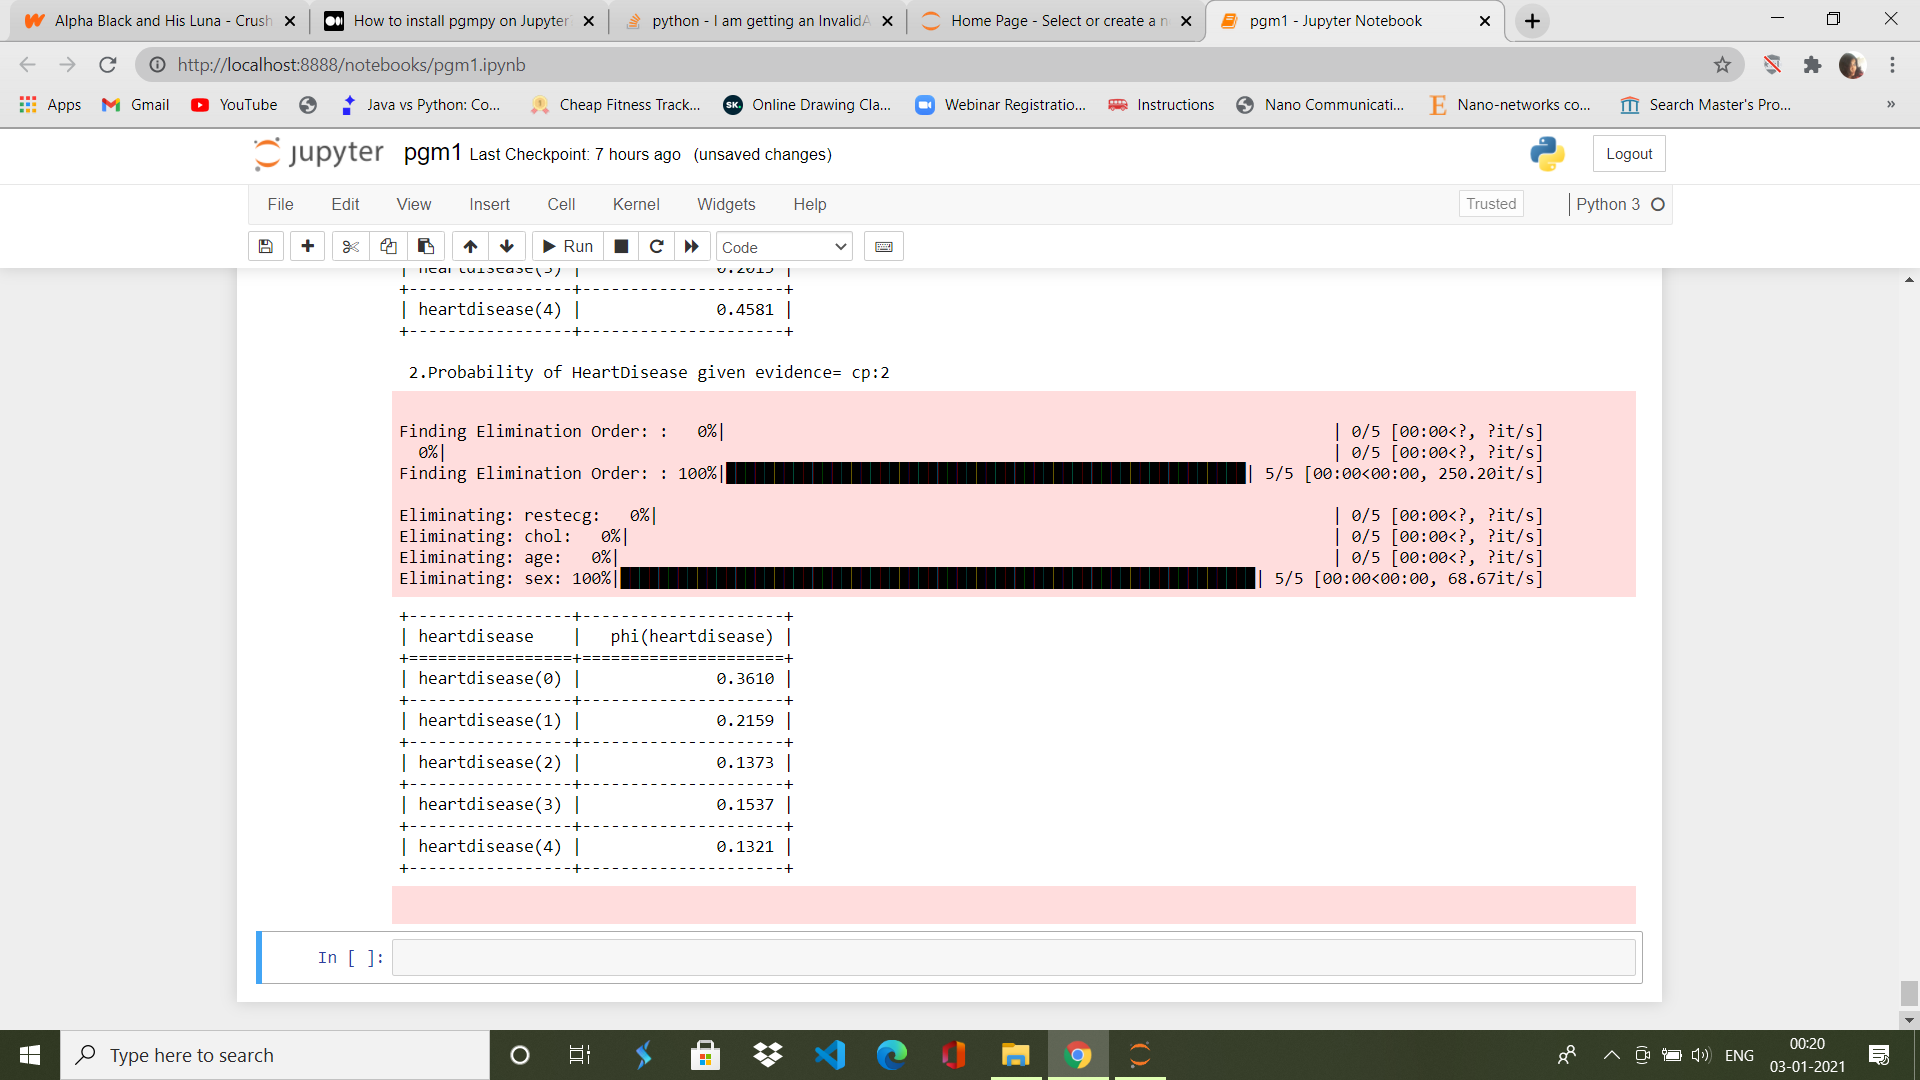 Alpha Black and His Luna - Crush
How to install pgmpy on Jupyter
python - I am getting an InvalidA
Home Page - Select or create a n
pgm1 - Jupyter Notebook
http://localhost:8888/notebooks/pgm1.ipynb
Apps
Gmail
YouTube
Java vs Python: Co...
Cheap Fitness Track...
SK.
Online Drawing Cla...
Webinar Registratio...
Instructions
Nano Communicati...
E
Nano-networks co...
Search Master's Pro...
»
jupyter
pgm1 Last Checkpoint: 7 hours ago (unsaved changes)
Logout
File Edit View Insert Cell Kernel Widgets Help
Trusted
Python 3
Run
Code
| heartdisease(3) | 0.2015 |
+-----------------+---------------------+
| heartdisease(4) | 0.4581 |
+-----------------+---------------------+
2.Probability of HeartDisease given evidence= cp:2
Finding Elimination Order: : 0%| | 0/5 [00:00<?, ?it/s]
0%| | 0/5 [00:00<?, ?it/s]
Finding Elimination Order: : 100%| | 5/5 [00:00<00:00, 250.20it/s]
Eliminating: restecg: 0%| | 0/5 [00:00<?, ?it/s]
Eliminating: chol: 0%| | 0/5 [00:00<?, ?it/s]
Eliminating: age: 0%| | 0/5 [00:00<?, ?it/s]
Eliminating: sex: 100%| | 5/5 [00:00<00:00, 68.67it/s]
+-----------------+---------------------+
| heartdisease | phi(heartdisease) |
+=================+=====================+
| heartdisease(0) | 0.3610 |
+-----------------+---------------------+
| heartdisease(1) | 0.2159 |
+-----------------+---------------------+
| heartdisease(2) | 0.1373 |
+-----------------+---------------------+
| heartdisease(3) | 0.1537 |
+-----------------+---------------------+
| heartdisease(4) | 0.1321 |
+-----------------+---------------------+
In [ ]:
Type here to search
ENG
00:20
03-01-2021